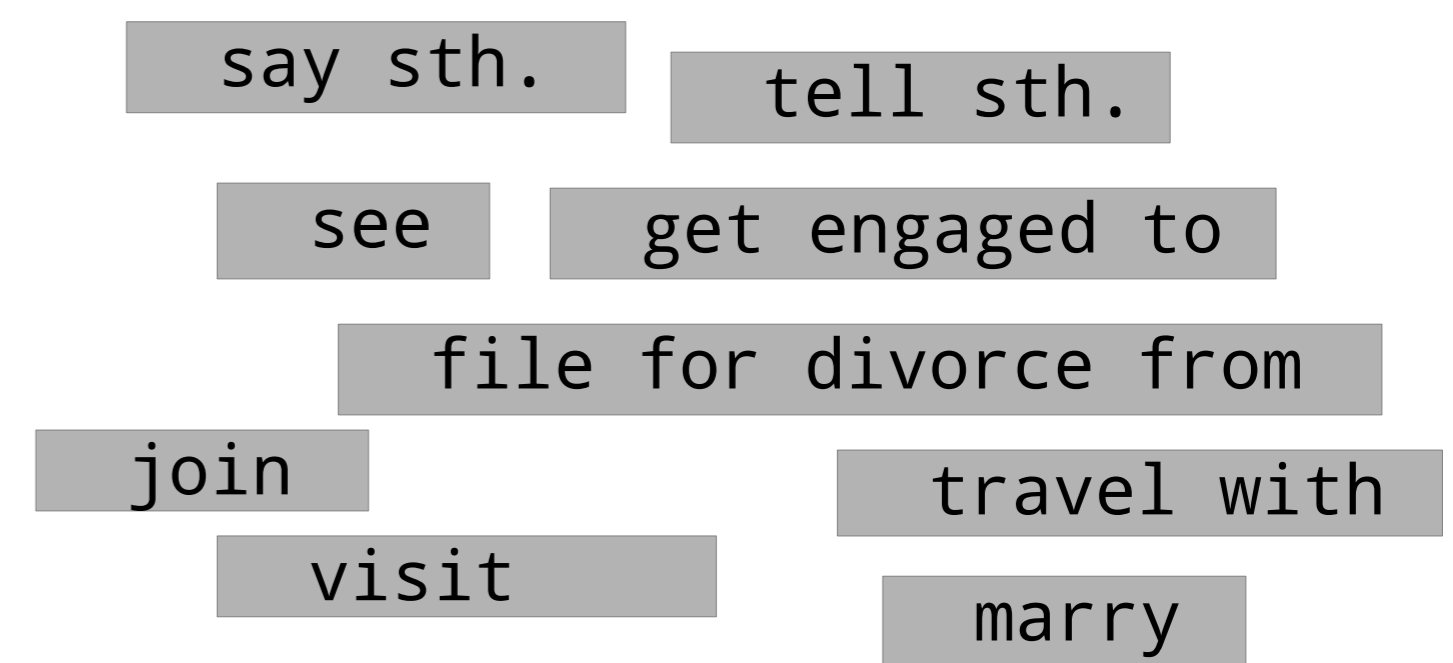 say sth.
tell sth.
see
get engaged to
file for divorce from
join
travel with
visit
marry